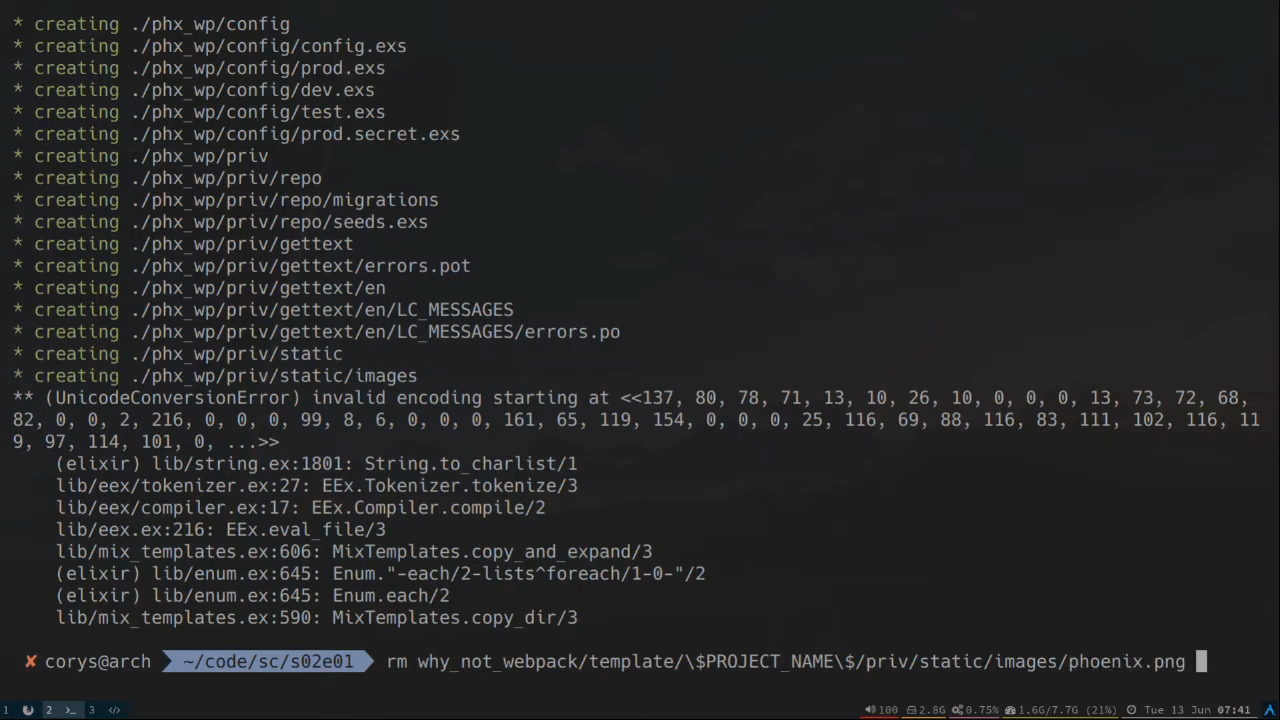 * creating ./phx_wp/config
* creating ./phx_wp/config/config.exs
* creating ./phx_wp/config/prod.exs
* creating ./phx_wp/config/dev.exs
* creating ./phx_wp/config/test.exs
* creating ./phx_wp/config/prod.secret.exs
* creating ./phx_wp/priv
* creating ./phx_wp/priv/repo
* creating ./phx_wp/priv/repo/migrations
* creating ./phx_wp/priv/repo/seeds.exs
* creating ./phx_wp/priv/gettext
* creating ./phx_wp/priv/gettext/errors.pot
* creating ./phx_wp/priv/gettext/en
* creating ./phx_wp/priv/gettext/en/LC_MESSAGES
* creating ./phx_wp/priv/gettext/en/LC_MESSAGES/errors.po
* creating ./phx_wp/priv/static
* creating ./phx_wp/priv/static/images
** (UnicodeConversionError) invalid encoding starting at <<137, 80, 78, 71, 13, 10, 26, 10, 0, 0, 0, 13, 73, 72, 68,
82, 0, 0, 2, 216, 0, 0, 0, 99, 8, 6, 0, 0, 0, 161, 65, 119, 154, 0, 0, 0, 25, 116, 69, 88, 116, 83, 111, 102, 116, 11
9, 97, 114, 101, 0, ...>>
(elixir) lib/string.ex:1801: String.to_charlist/1
lib/eex/tokenizer.ex:27: EEx.Tokenizer.tokenize/3
lib/eex/compiler.ex:17: EEx.Compiler.compile/2
lib/eex.ex:216: EEx.eval_file/3
lib/mix_templates.ex:606: MixTemplates.copy_and_expand/3
(elixir) lib/enum.ex:645: Enum."-each/2-lists^foreach/1-0-"/2
(elixir) lib/enum.ex:645: Enum.each/2
lib/mix_templates.ex:590: MixTemplates.copy_dir/3
✘ corys@arch ~/code/sc/s02e01 rm why_not_webpack/template/\$PROJECT_NAME\$/priv/static/images/phoenix.png
1 2 >_ 3 </> 100 2.8G 0.75% 1.6G/7.7G (21%) Tue 13 Jun 07:41